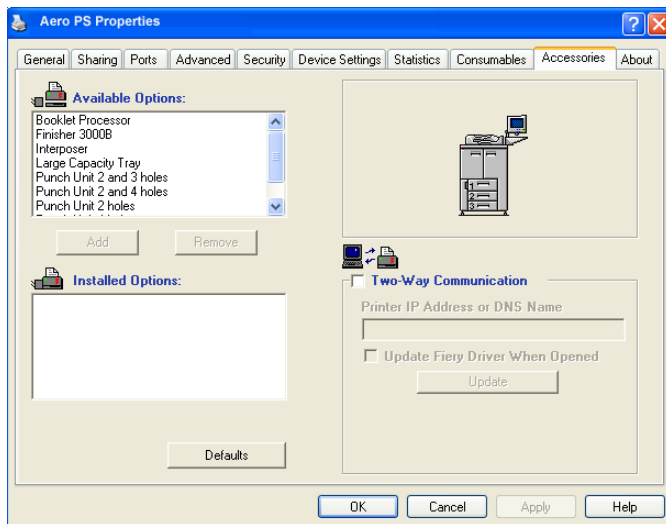 Aero PS Properties
General Sharing Ports Advanced Security Device Settings Statistics Consumables Accessories About
Available Options:
Booklet Processor
Finisher 3000B
Interposer
Large Capacity Tray
Punch Unit 2 and 3 holes
Punch Unit 2 and 4 holes
Punch Unit 2 holes
Add Remove
Installed Options:
Defaults
1
2
3
Two-Way Communication
Printer IP Address or DNS Name
Update Fiery Driver When Opened
Update
OK Cancel Apply Help